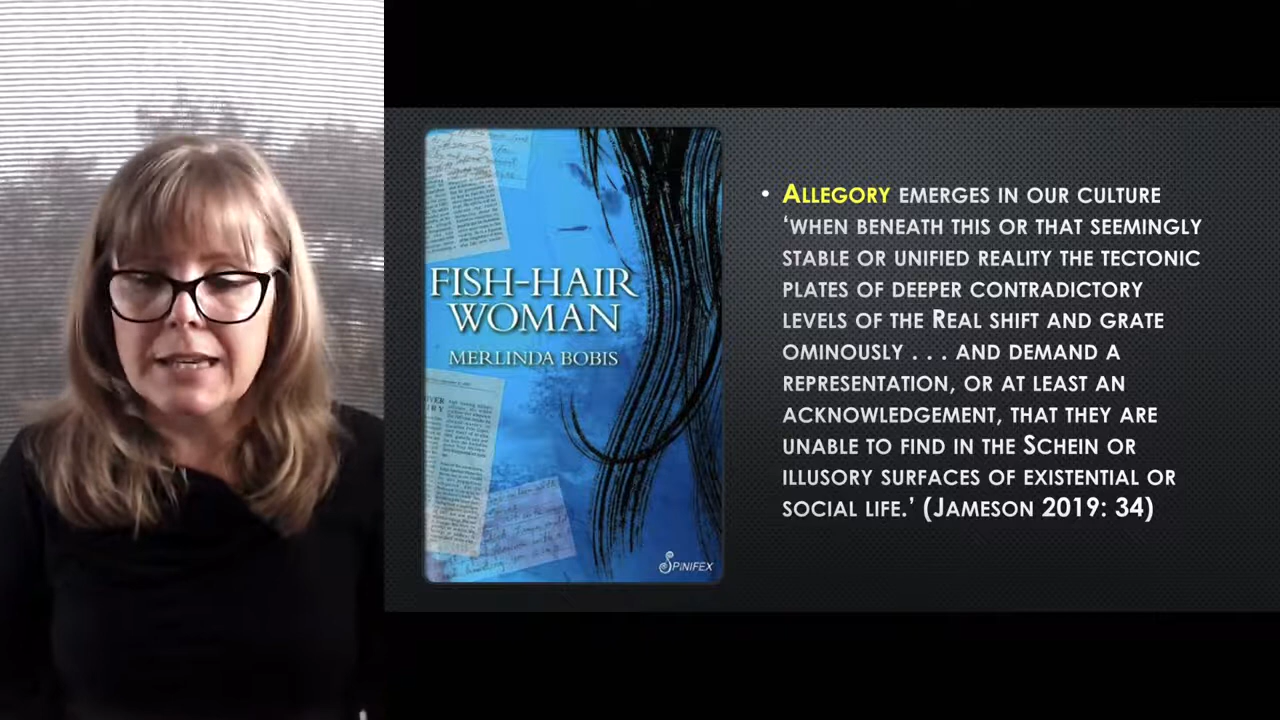 FISH-HAIR
WOMAN
MERLINDA BOBIS
SPINIFEX
• ALLEGORY EMERGES IN OUR CULTURE
‘WHEN BENEATH THIS OR THAT SEEMINGLY
STABLE OR UNIFIED REALITY THE TECTONIC
PLATES OF DEEPER CONTRADICTORY
LEVELS OF THE REAL SHIFT AND GRATE
OMINOUSLY . . . AND DEMAND A
REPRESENTATION, OR AT LEAST AN
ACKNOWLEDGEMENT, THAT THEY ARE
UNABLE TO FIND IN THE SCHEIN OR
ILLUSORY SURFACES OF EXISTENTIAL OR
SOCIAL LIFE.’ (JAMESON 2019: 34)